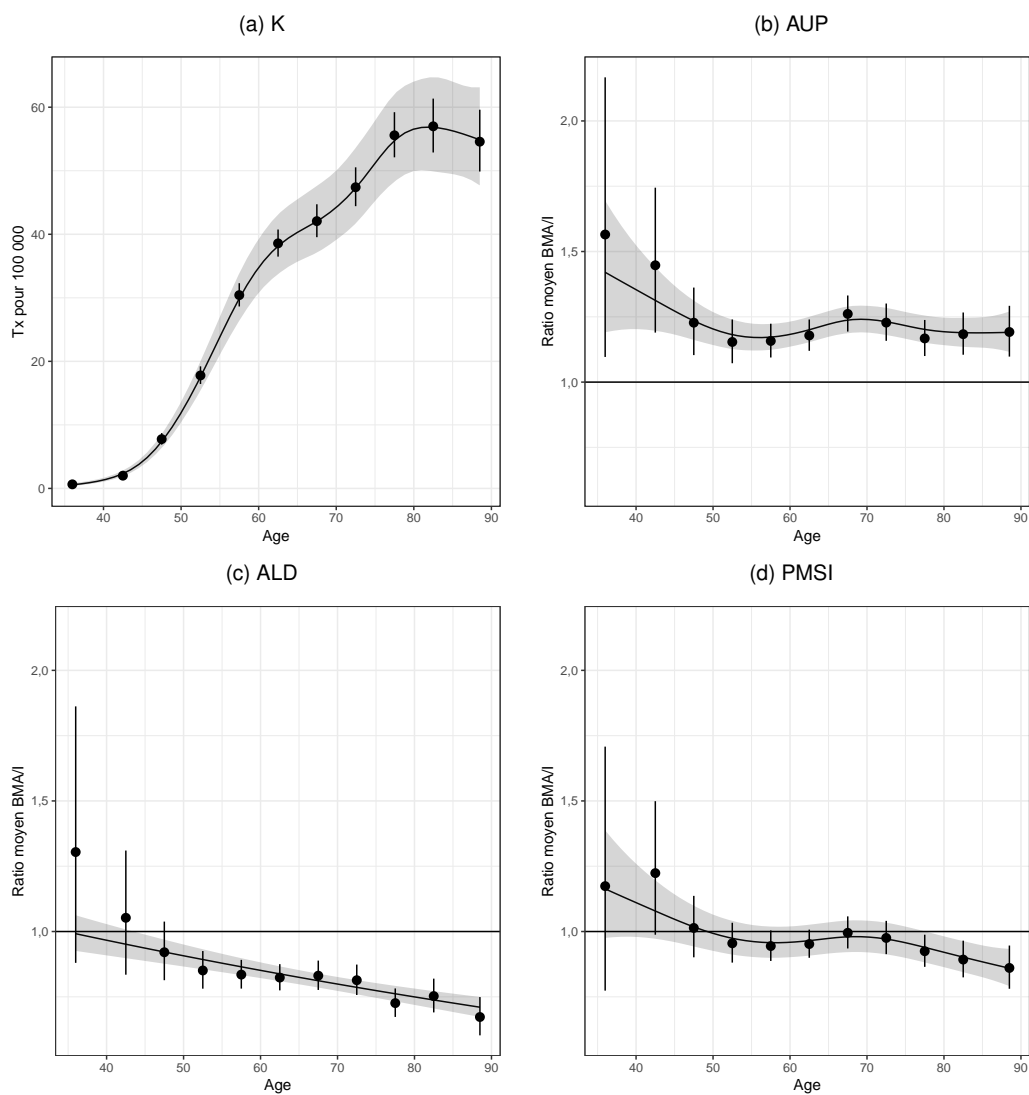 (a) K
Tx pour 100 000
60
40
20
0
40 50 60 70 80 90
Age
(b) AUP
Ratio moyen BMA/I
2,0
1,5
1,0
40 50 60 70 80 90
Age
(c) ALD
Ratio moyen BMA/I
2,0
1,5
1,0
40 50 60 70 80 90
Age
(d) PMSI
Ratio moyen BMA/I
2,0
1,5
1,0
40 50 60 70 80 90
Age